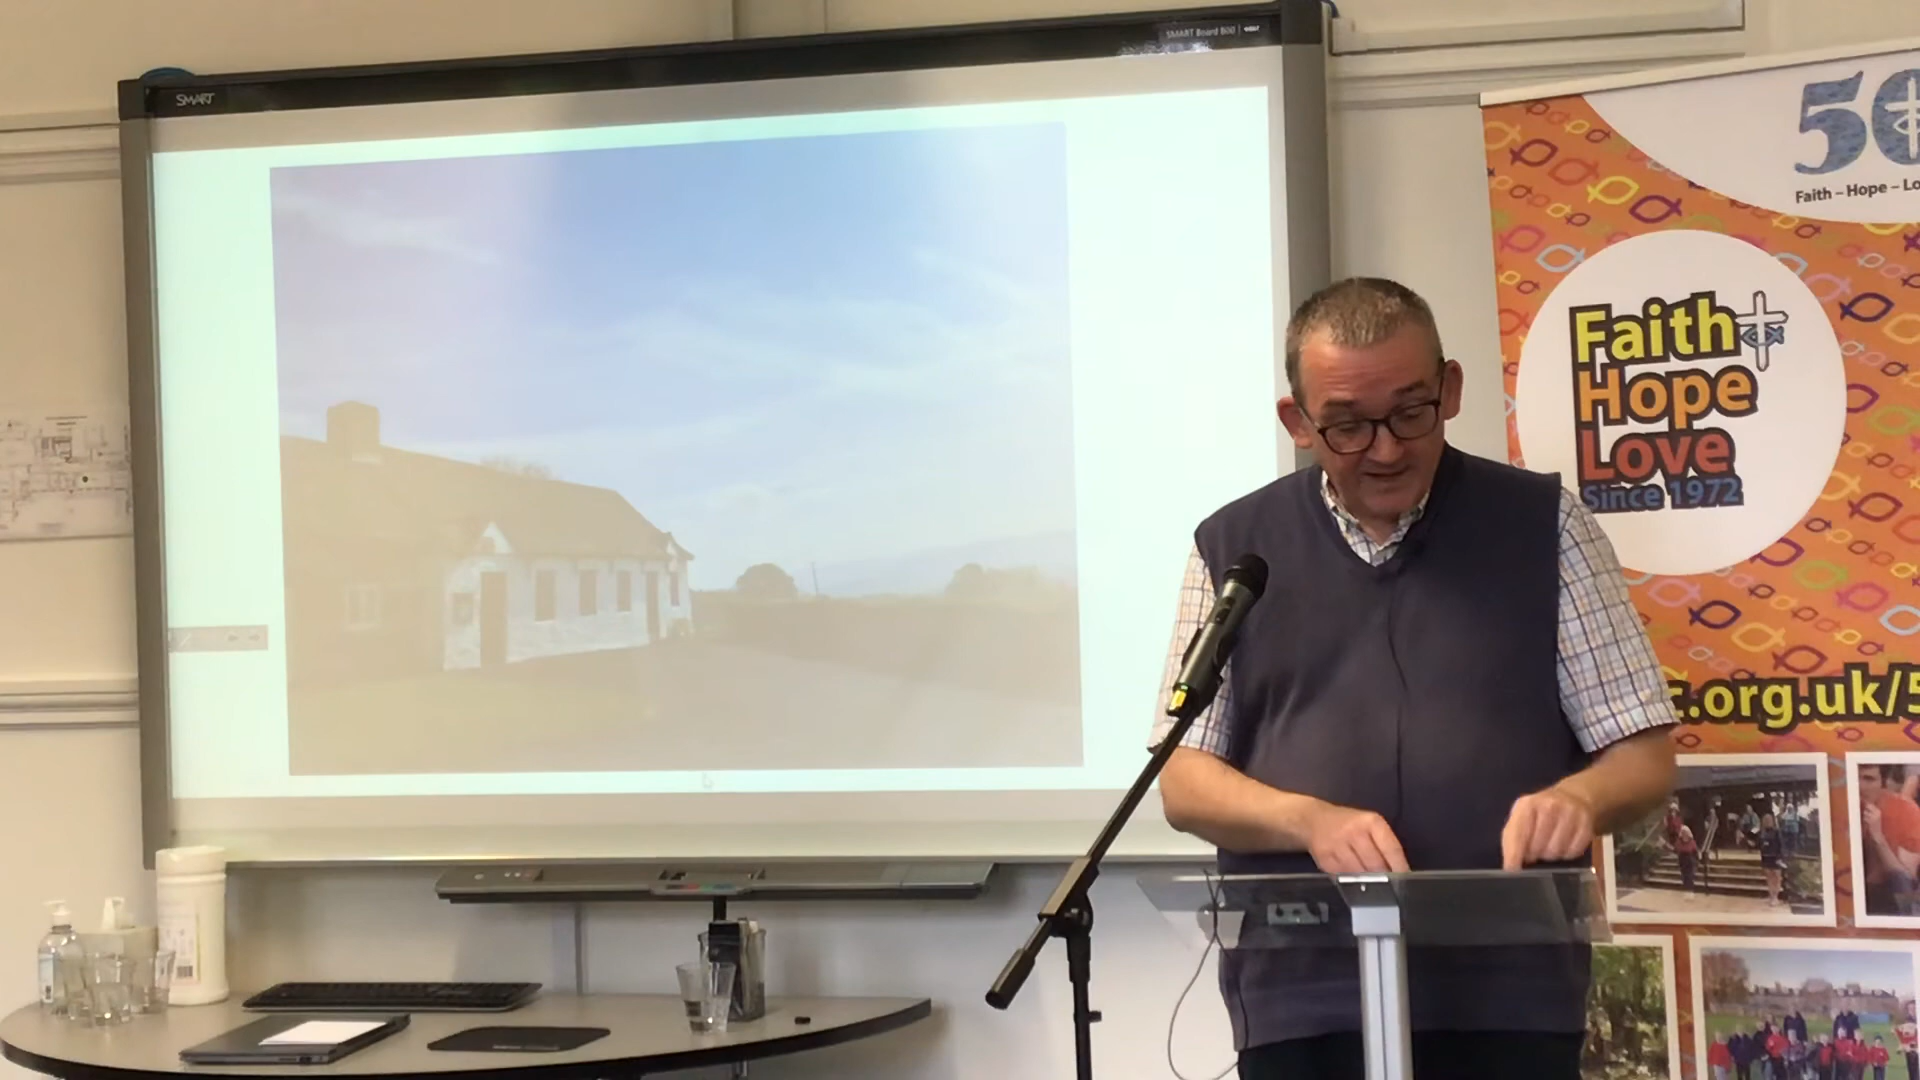 SMART
SMART Board 800
50
Faith – Hope – Lo
Faith
Hope
Love
Since 1972
c.org.uk/5